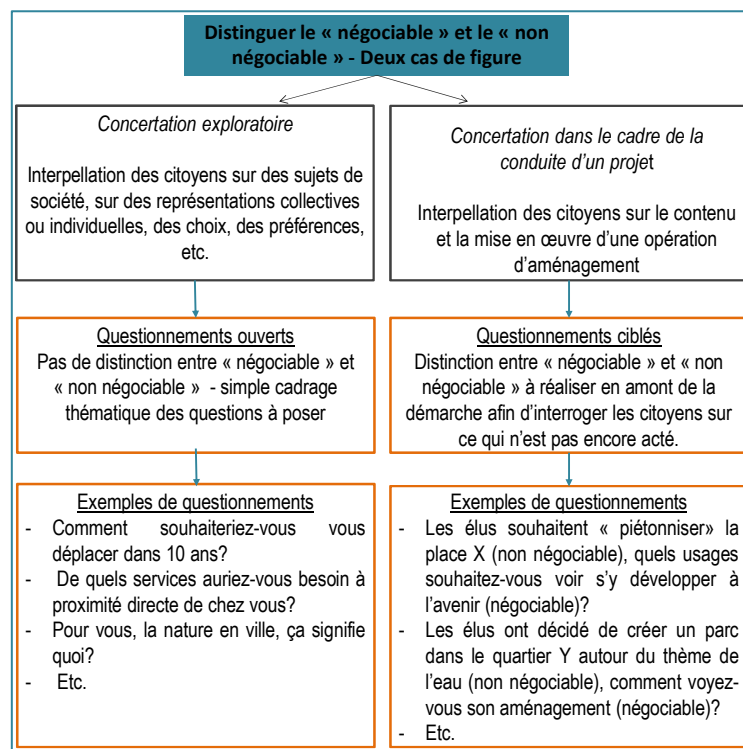 Distinguer le « négociable » et le « non
négociable » - Deux cas de figure
Concertation exploratoire
Interpellation des citoyens sur des sujets de
société, sur des représentations collectives
ou individuelles, des choix, des préférences,
etc.
Concertation dans le cadre de la
conduite d’un projet
Interpellation des citoyens sur le contenu
et la mise en œuvre d’une opération
d’aménagement
Questionnements ouverts
Pas de distinction entre « négociable » et
« non négociable » - simple cadrage
thématique des questions à poser
Questionnements ciblés
Distinction entre « négociable » et « non
négociable » à réaliser en amont de la
démarche afin d’interroger les citoyens sur
ce qui n’est pas encore acté.
Exemples de questionnements
- Comment souhaiteriez-vous vous
déplacer dans 10 ans?
- De quels services auriez-vous besoin à
proximité directe de chez vous?
- Pour vous, la nature en ville, ça signifie
quoi?
- Etc.
Exemples de questionnements
- Les élus souhaitent « piétonniser» la
place X (non négociable), quels usages
souhaitez-vous voir s’y développer à
l’avenir (négociable)?
- Les élus ont décidé de créer un parc
dans le quartier Y autour du thème de
l’eau (non négociable), comment voyez-
vous son aménagement (négociable)?
- Etc.